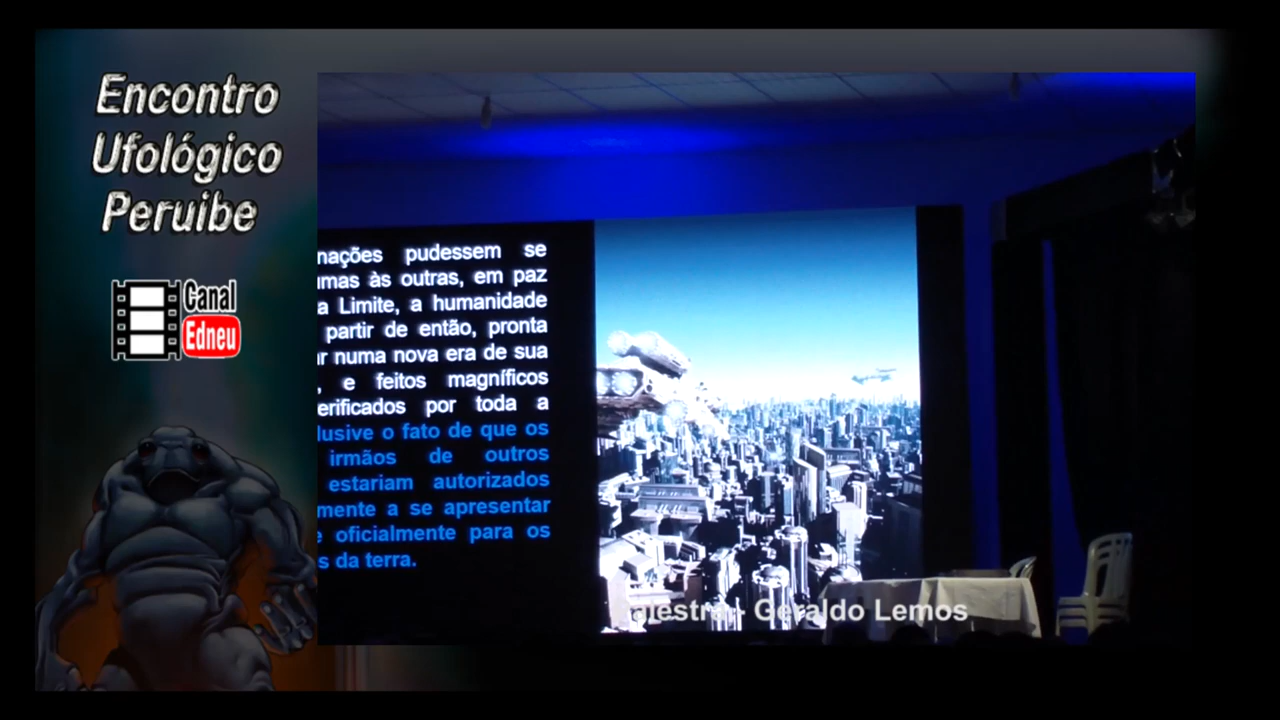 Encontro
Ufológico
Peruibe
Canal
Edneu
nações pudessem se
umas às outras, em paz
a Limite, a humanidade
partir de então, pronta
numa nova era de sua
, e feitos magníficos
erificados por toda a
lusive o fato de que os
irmãos de outros
estariam autorizados
mente a se apresentar
e oficialmente para os
s da terra.
alestra - Geraldo Lemos